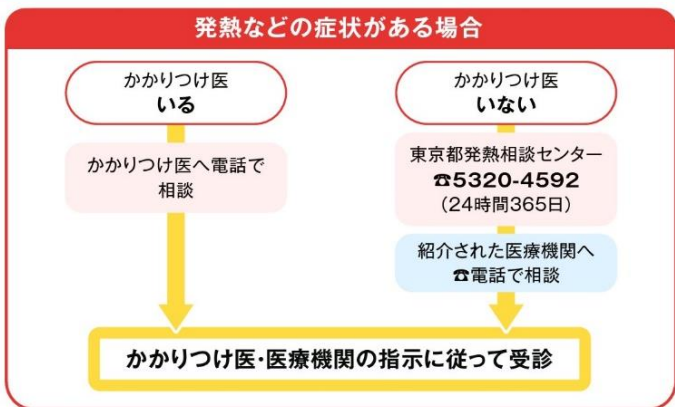 発熱などの症状がある場合
かかりつけ医
いる
かかりつけ医へ電話で
相談
かかりつけ医
いない
東京都発熱相談センター
☎5320-4592
（24時間365日）
紹介された医療機関へ
☎電話で相談
かかりつけ医・医療機関の指示に従って受診